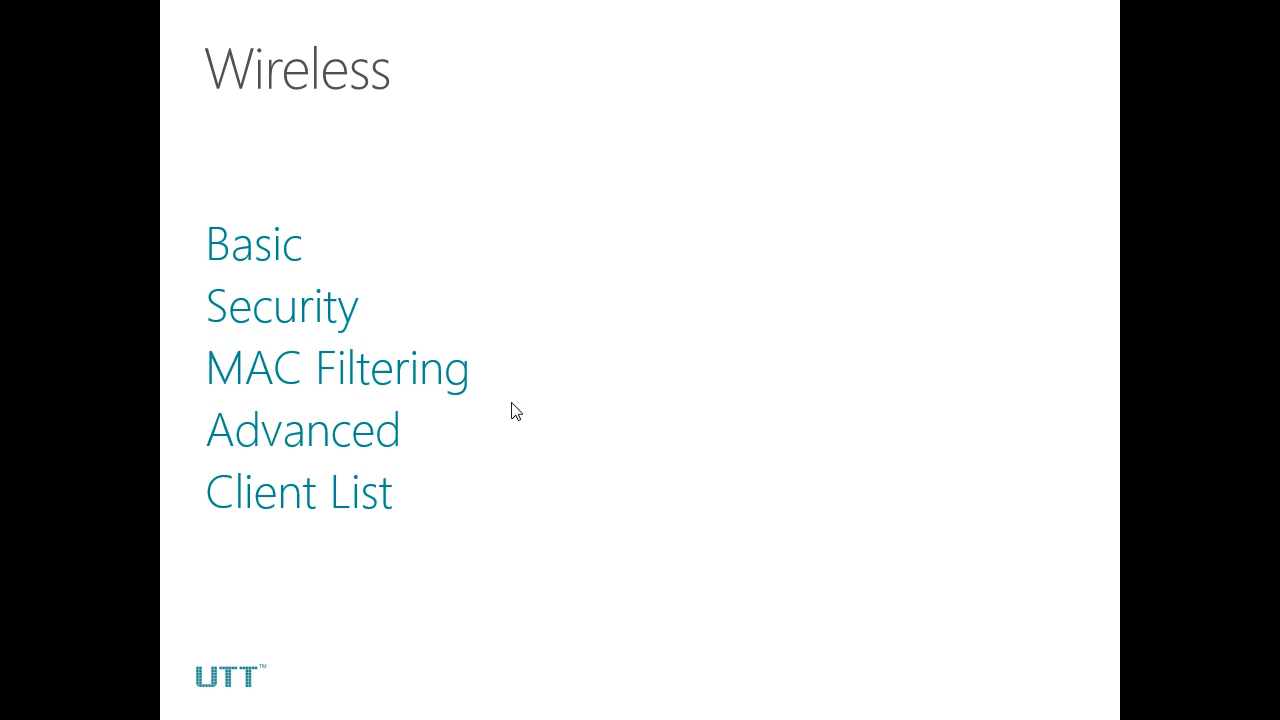 Wireless
Basic
Security
MAC Filtering
Advanced
Client List
UTT™